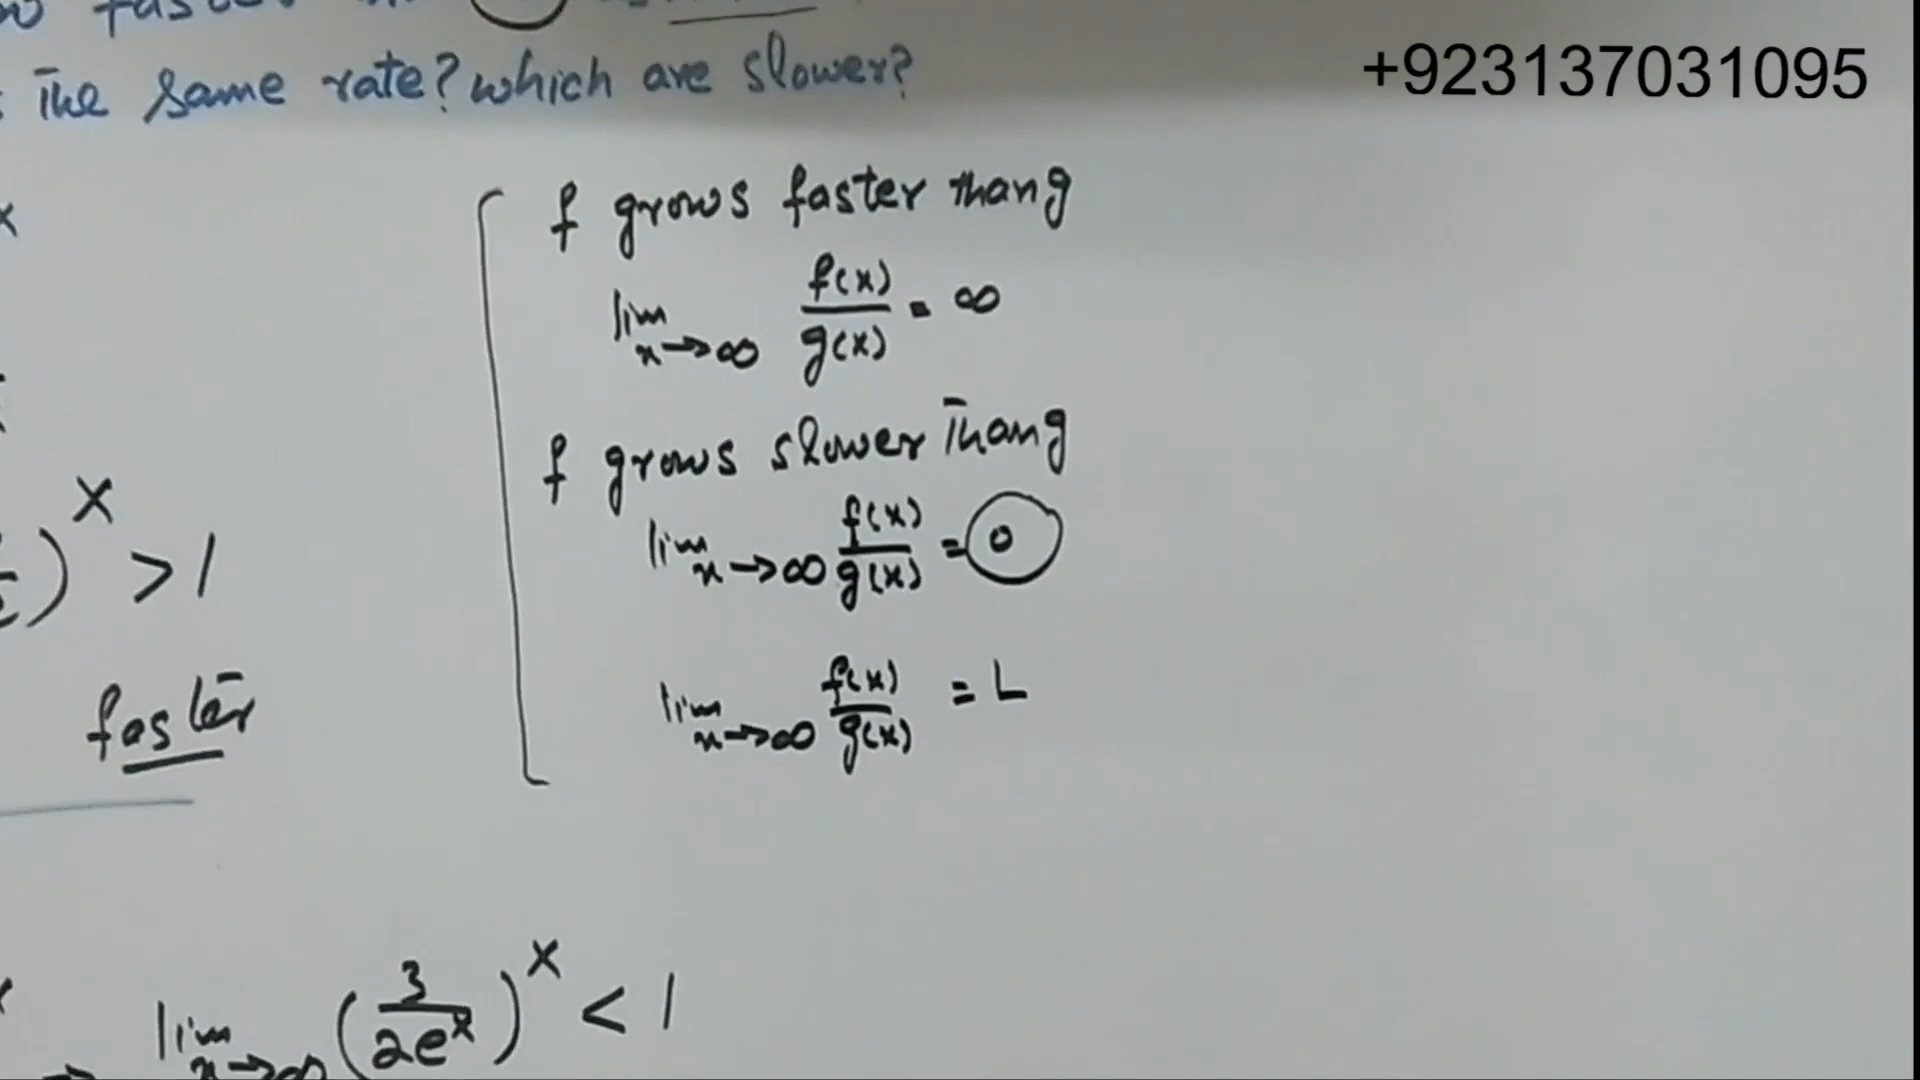 faster
+923137031095
The same rate? which are slower?
x
f grows faster than g
lim x→∞ f(x)/g(x) = ∞
f grows slower than g
lim x→∞ f(x)/g(x) = 0
)^x > 1
faster
lim x→∞ f(x)/g(x) = L
lim x→∞ (3/2e^x)^x < 1